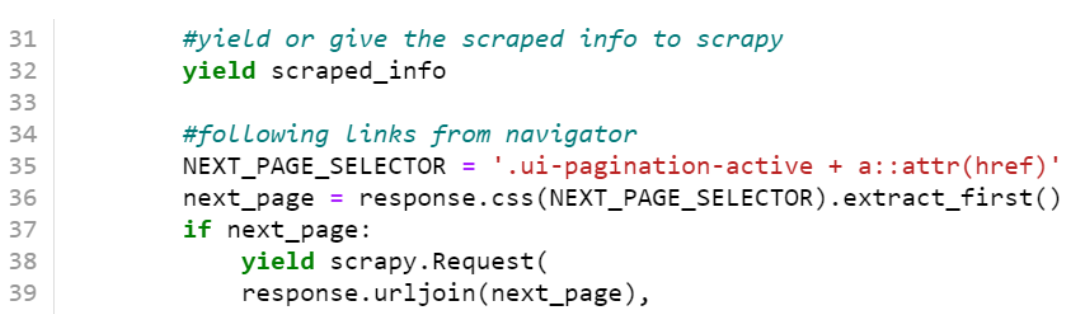 31 #yield or give the scraped info to scrapy
32 yield scraped_info
33
34 #following links from navigator
35 NEXT_PAGE_SELECTOR = '.ui-pagination-active + a::attr(href)'
36 next_page = response.css(NEXT_PAGE_SELECTOR).extract_first()
37 if next_page:
38 yield scrapy.Request(
39 response.urljoin(next_page),